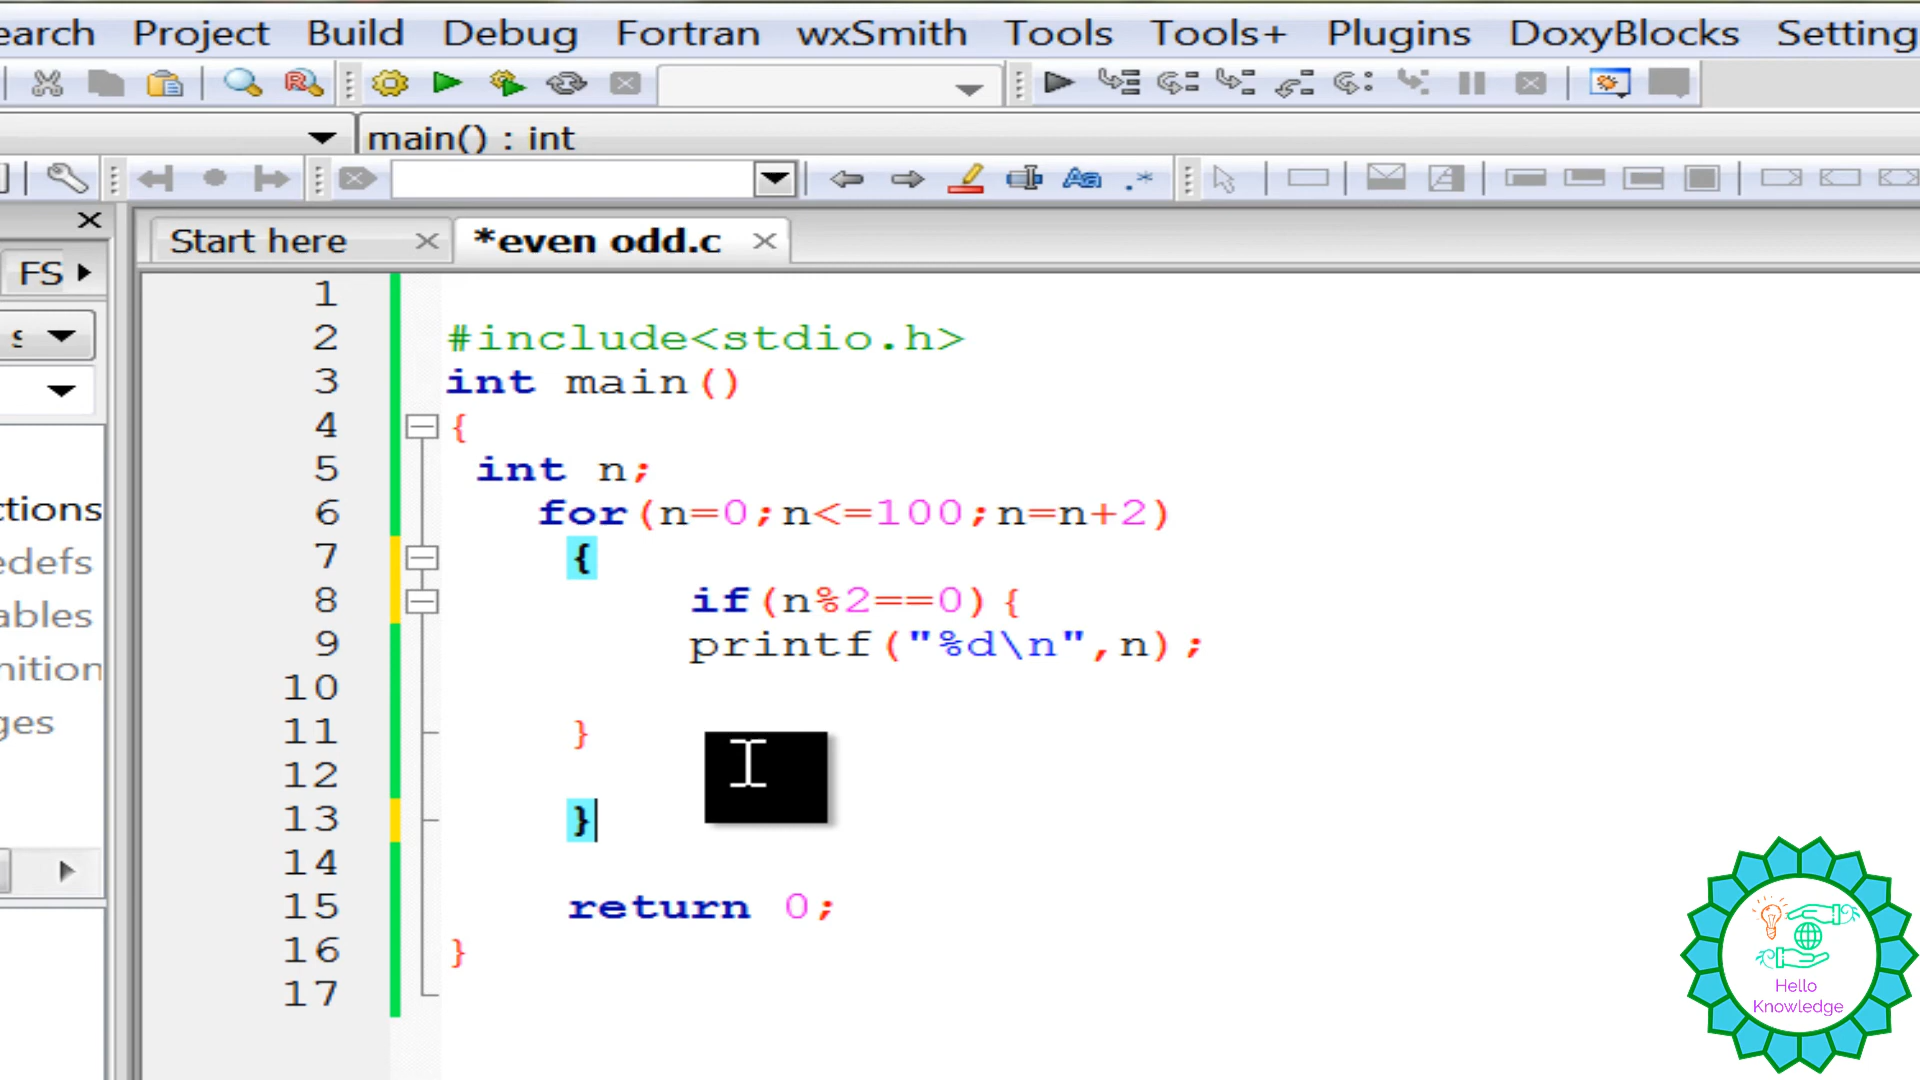 earch Project Build Debug Fortran wxSmith Tools Tools+ Plugins DoxyBlocks Setting
main() : int
Start here *even odd.c
FS
s
ctions
edefs
ables
nition
ges
1
2 #include<stdio.h>
3 int main()
4 {
5 int n;
6 for(n=0;n<=100;n=n+2)
7 {
8 if(n%2==0){
9 printf("%d\n",n);
10
11 }
12
13 }
14
15 return 0;
16 }
17
Hello
Knowledge